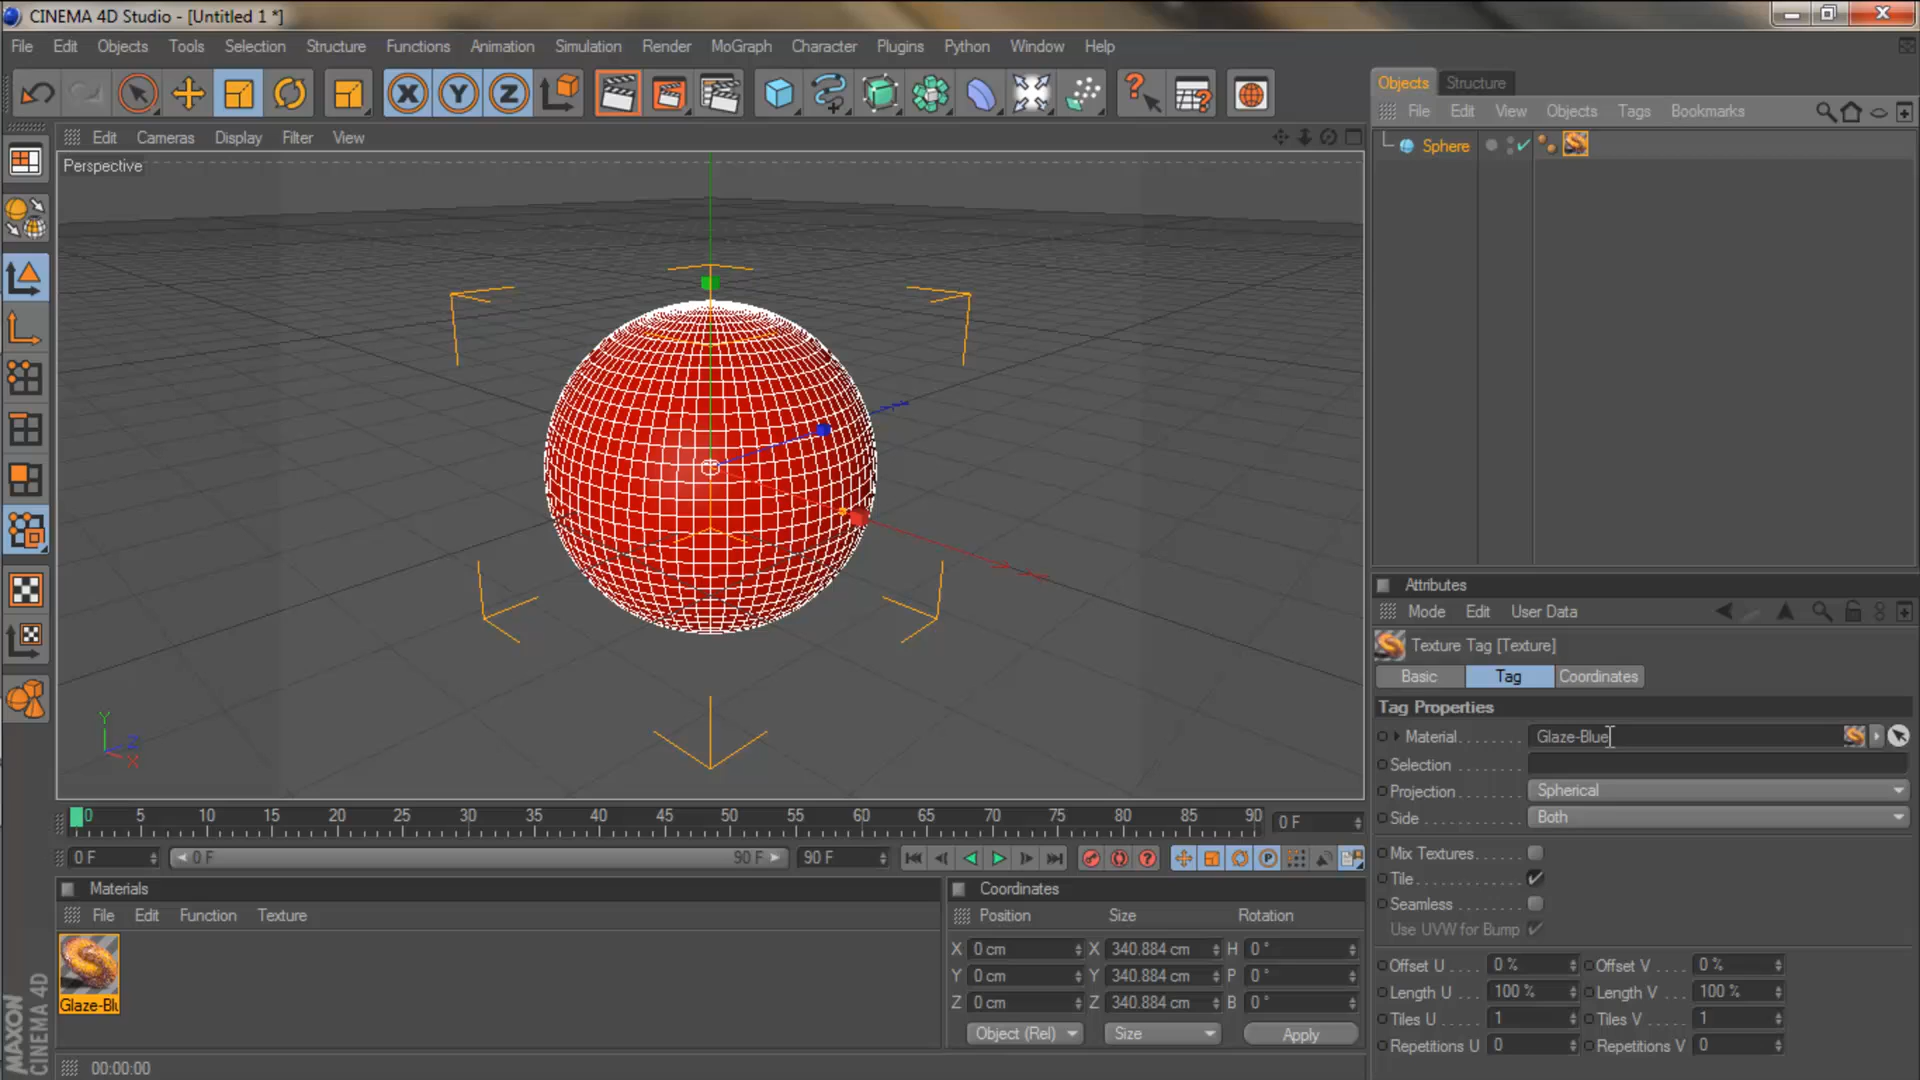 CINEMA 4D Studio - [Untitled 1 *]
File Edit Objects Tools Selection Structure Functions Animation Simulation Render MoGraph Character Plugins Python Window Help
X Y Z
Edit Cameras Display Filter View
Perspective
Y
Z
X
0 5 10 15 20 25 30 35 40 45 50 55 60 65 70 75 80 85 90 0 F
0 F 0 F 90 F 90 F
Materials
File Edit Function Texture
Glaze-Blu
MAXON
CINEMA 4D
00:00:00
Coordinates
Position Size Rotation
X 0 cm X 340.884 cm H 0 °
Y 0 cm Y 340.884 cm P 0 °
Z 0 cm Z 340.884 cm B 0 °
Object (Rel) Size Apply
Objects Structure
File Edit View Objects Tags Bookmarks
Sphere
Attributes
Mode Edit User Data
Texture Tag [Texture]
Basic Tag Coordinates
Tag Properties
Material........ Glaze-Blue
Selection........
Projection....... Spherical
Side........... Both
Mix Textures......
Tile............
Seamless........
Use UVW for Bump
Offset U.... 0 % Offset V.... 0 %
Length U... 100 % Length V... 100 %
Tiles U..... 1 Tiles V..... 1
Repetitions U 0 Repetitions V 0